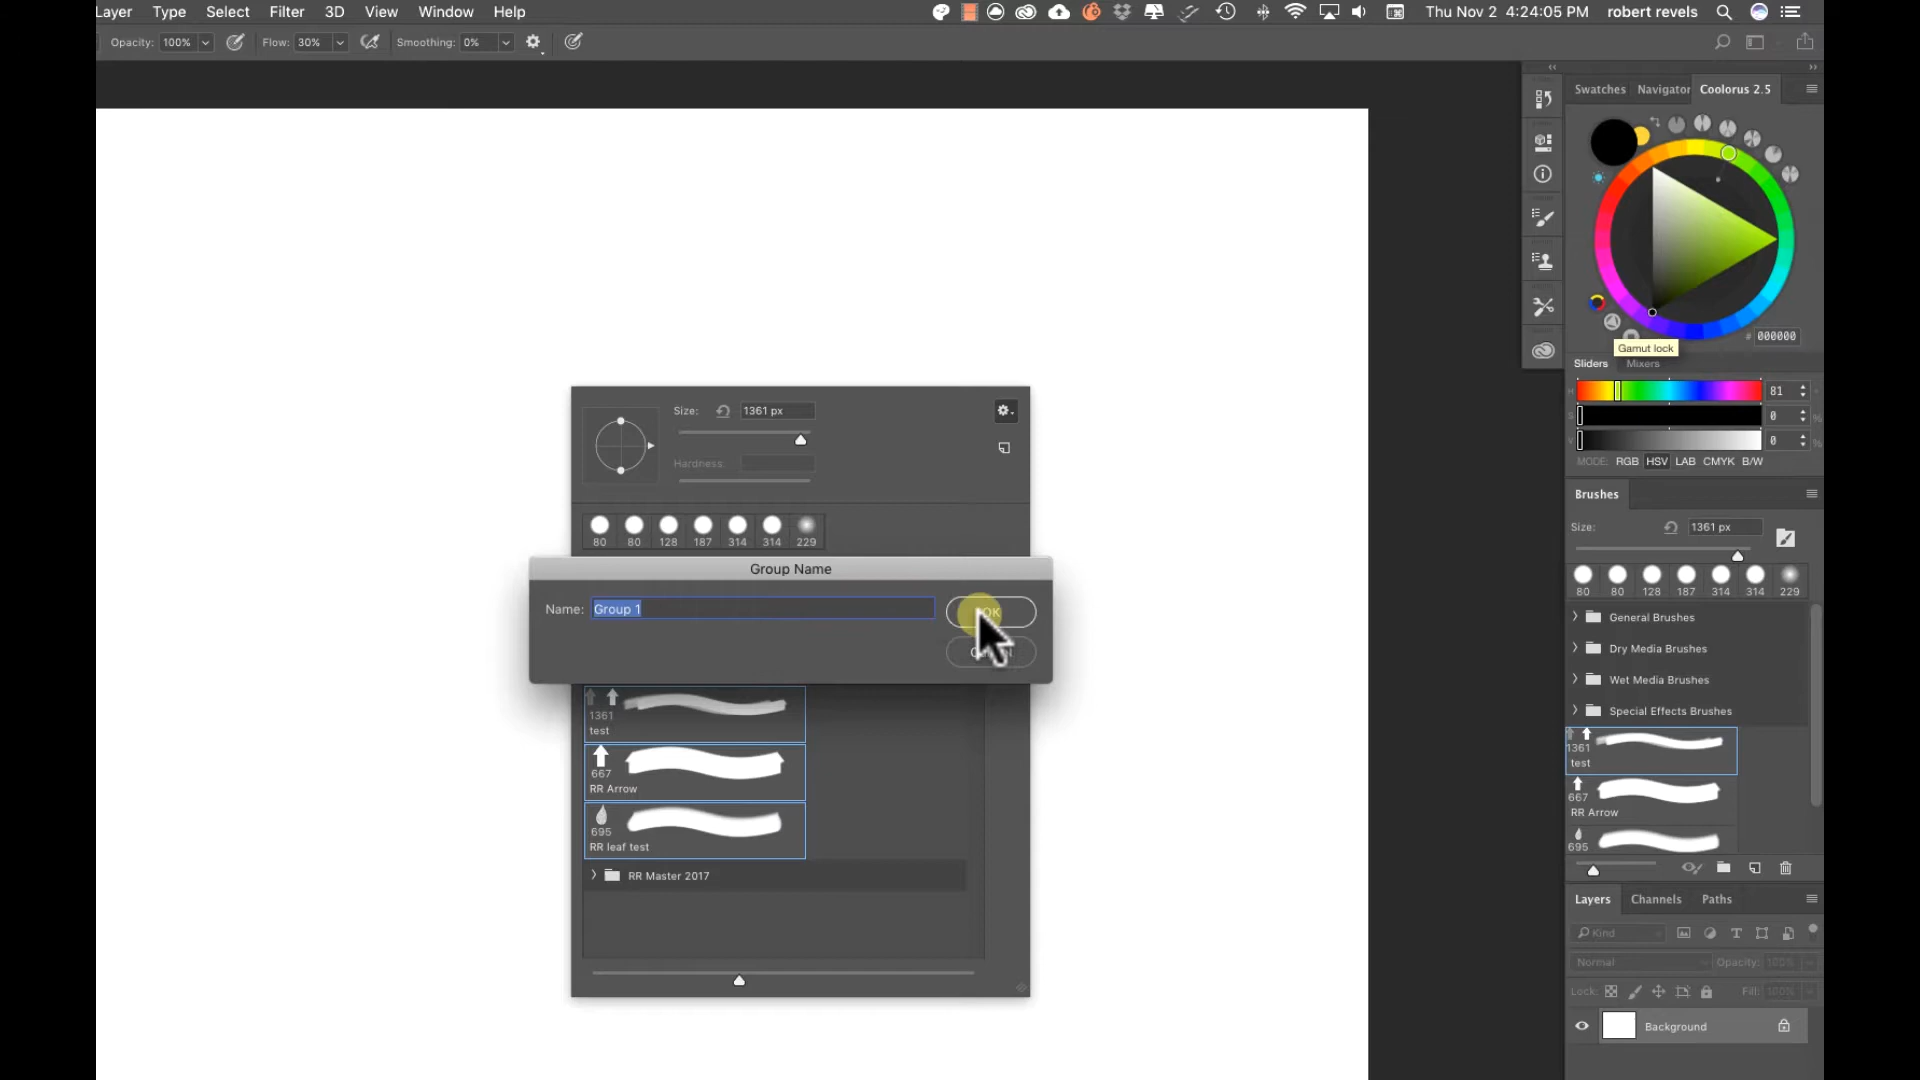 Layer Type Select Filter 3D View Window Help Thu Nov 2 4:24:05 PM robert revels
Opacity: 100% Flow: 30% Smoothing: 0%
Swatches Navigator Coolorus 2.5
# 000000
Gamut lock
Sliders Mixers
H 81 °
S 0 %
V 0 %
MODE: RGB HSV LAB CMYK B/W
Size: 1361 px
Hardness:
80 80 128 187 314 314 229
Group Name
Name: Group 1
OK
1361
test
667
RR Arrow
695
RR leaf test
RR Master 2017
Brushes
Size: 1361 px
80 80 128 187 314 314 229
General Brushes
Dry Media Brushes
Wet Media Brushes
Special Effects Brushes
1361
test
667
RR Arrow
695
Layers Channels Paths
Kind
Normal Opacity: 100%
Lock: Fill: 100%
Background